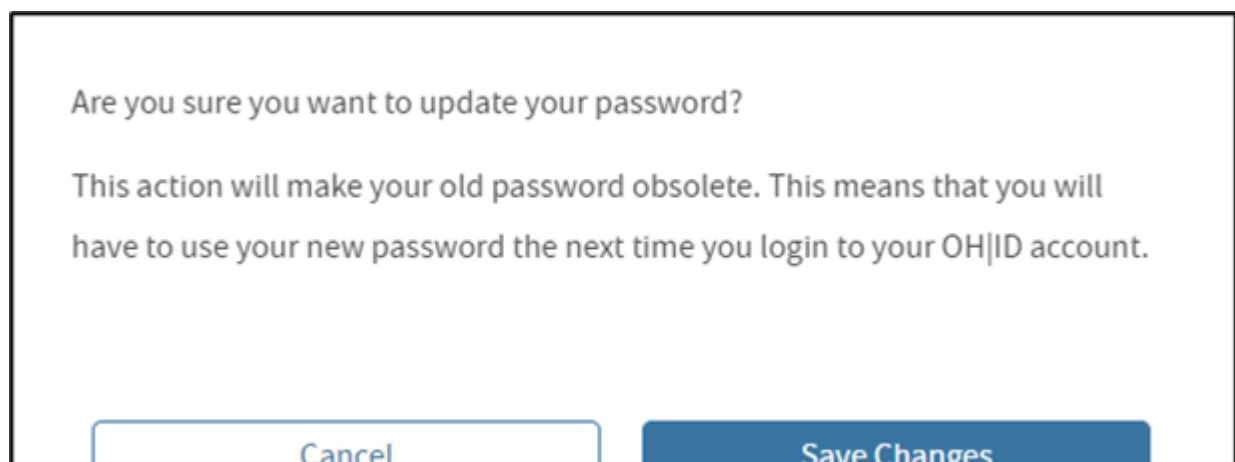 Are you sure you want to update your password?
This action will make your old password obsolete. This means that you will
have to use your new password the next time you login to your OH|ID account.
Cancel
Save Changes